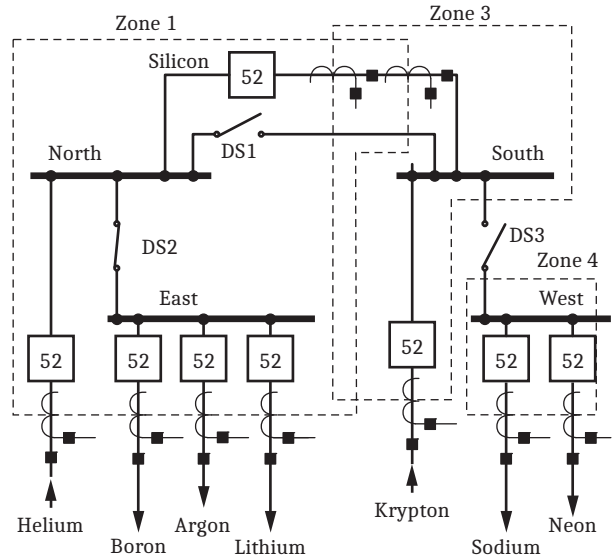 Zone 1
Zone 3
Silicon
52
DS1
North
South
DS2
DS3
Zone 4
East
West
52
52
52
52
52
52
52
Helium
Boron
Argon
Lithium
Krypton
Sodium
Neon